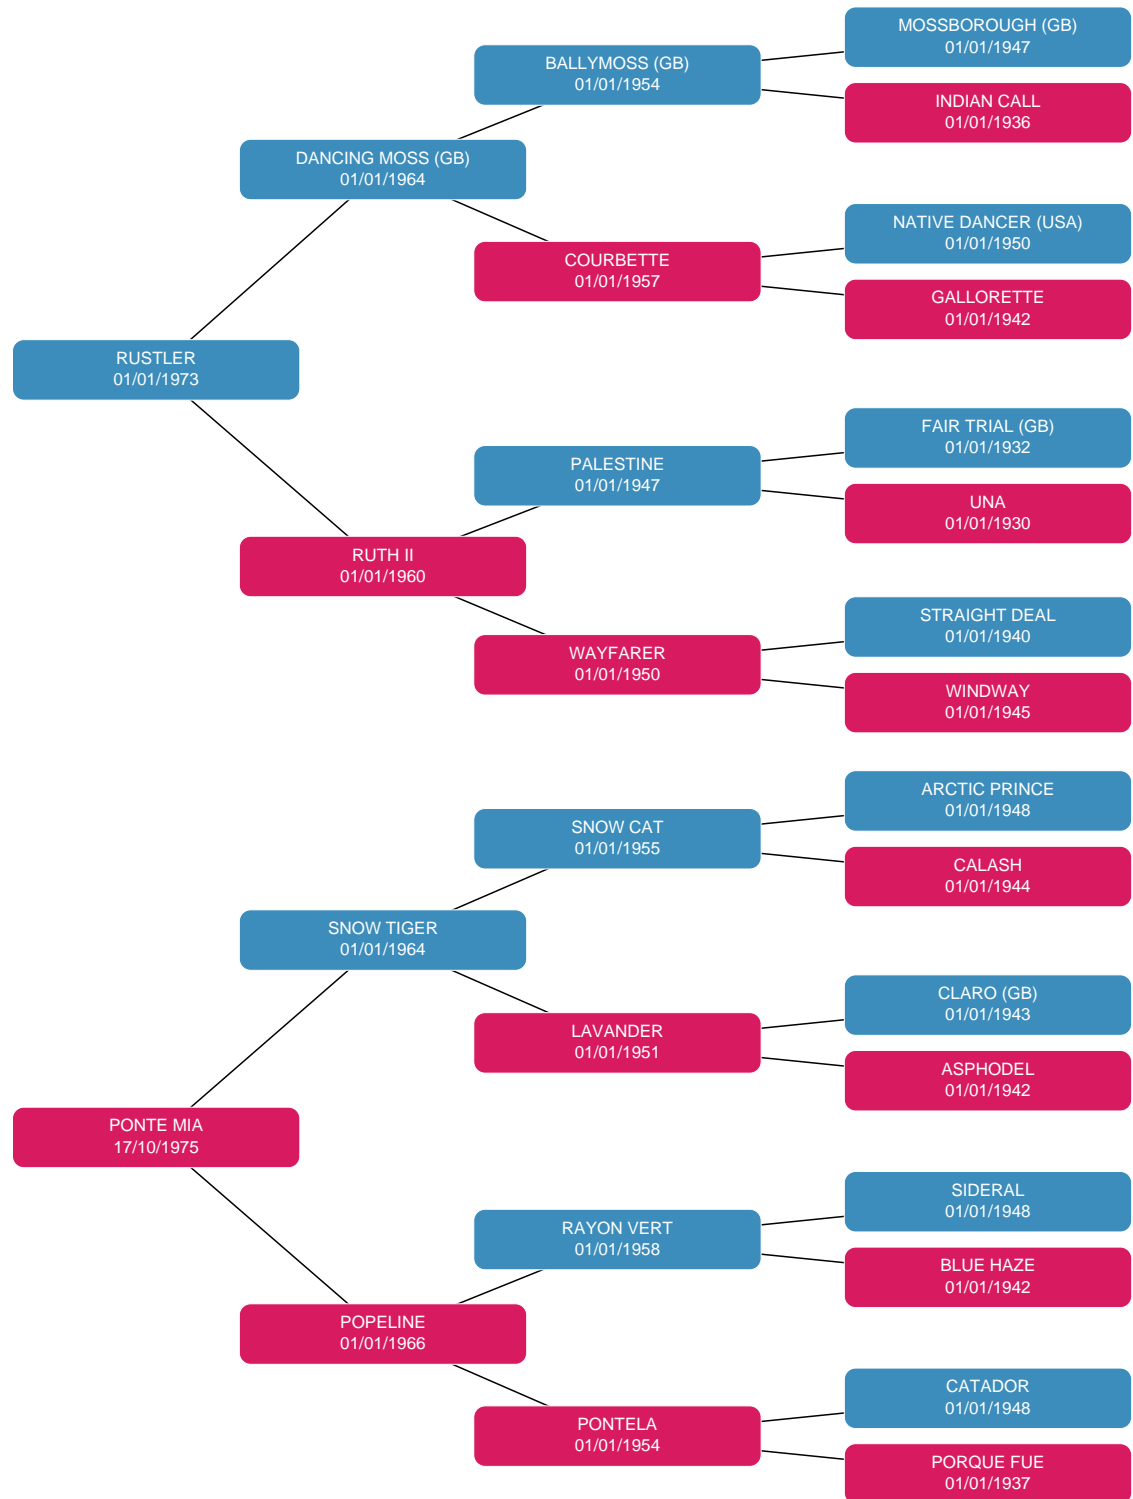 MOSSBOROUGH (GB)
01/01/1947
BALLYMOSS (GB)
01/01/1954
INDIAN CALL
01/01/1936
DANCING MOSS (GB)
01/01/1964
NATIVE DANCER (USA)
01/01/1950
COURBETTE
01/01/1957
GALLORETTE
01/01/1942
RUSTLER
01/01/1973
FAIR TRIAL (GB)
01/01/1932
PALESTINE
01/01/1947
UNA
01/01/1930
RUTH II
01/01/1960
STRAIGHT DEAL
01/01/1940
WAYFARER
01/01/1950
WINDWAY
01/01/1945
ARCTIC PRINCE
01/01/1948
SNOW CAT
01/01/1955
CALASH
01/01/1944
SNOW TIGER
01/01/1964
CLARO (GB)
01/01/1943
LAVANDER
01/01/1951
ASPHODEL
01/01/1942
PONTE MIA
17/10/1975
SIDERAL
01/01/1948
RAYON VERT
01/01/1958
BLUE HAZE
01/01/1942
POPELINE
01/01/1966
CATADOR
01/01/1948
PONTELA
01/01/1954
PORQUE FUE
01/01/1937